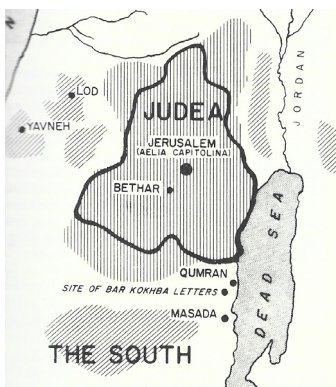 LOD
JORDAN
JUDEA
YAVNEH
JERUSALEM
(AELIA CAPITOLINA)
BETHAR
DEAD SEA
QUMRAN
SITE OF BAR KOKHBA LETTERS
MASADA
THE SOUTH